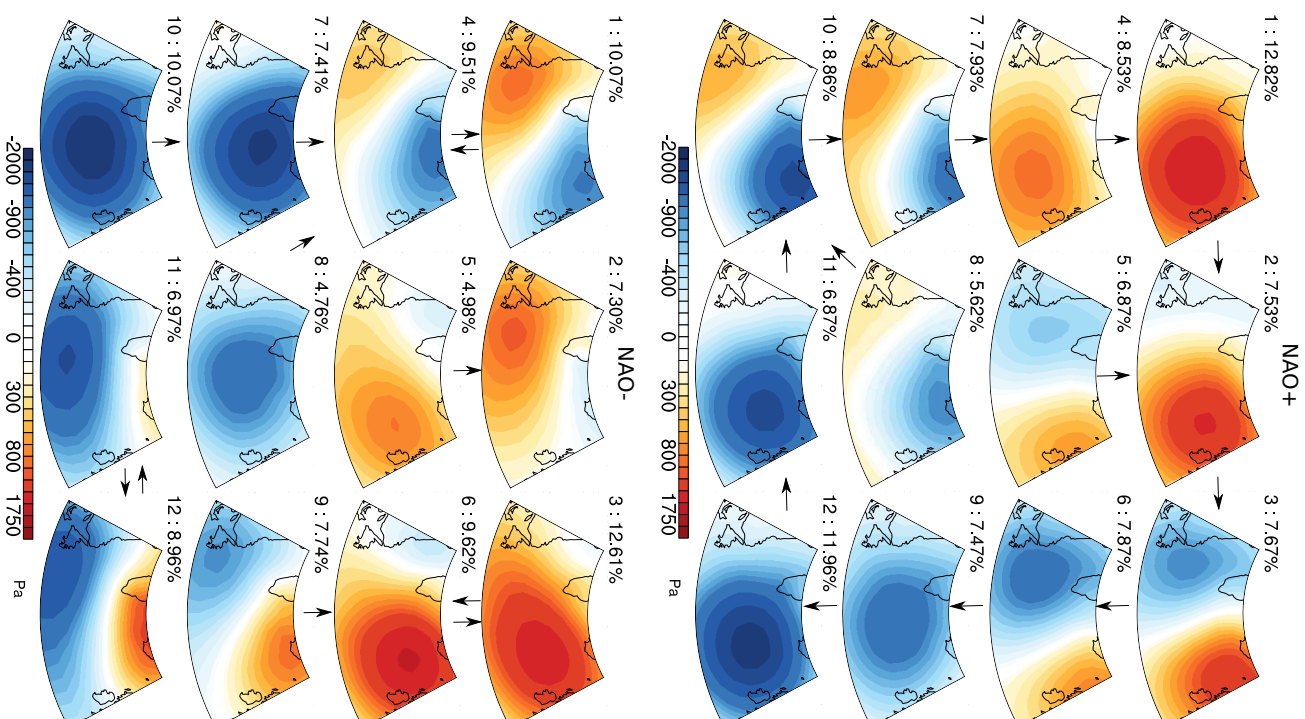 NAO+
1 : 12.82%
2 : 7.53%
3 : 7.67%
4 : 8.53%
5 : 6.87%
6 : 7.87%
7 : 7.93%
8 : 5.62%
9 : 7.47%
10 : 8.86%
11 : 6.87%
12 : 11.96%
-2000 -900 -400 0 300 800 1750 Pa
NAO-
1 : 10.07%
2 : 7.30%
3 : 12.61%
4 : 9.51%
5 : 4.98%
6 : 9.62%
7 : 7.41%
8 : 4.76%
9 : 7.74%
10 : 10.07%
11 : 6.97%
12 : 8.96%
-2000 -900 -400 0 300 800 1750 Pa